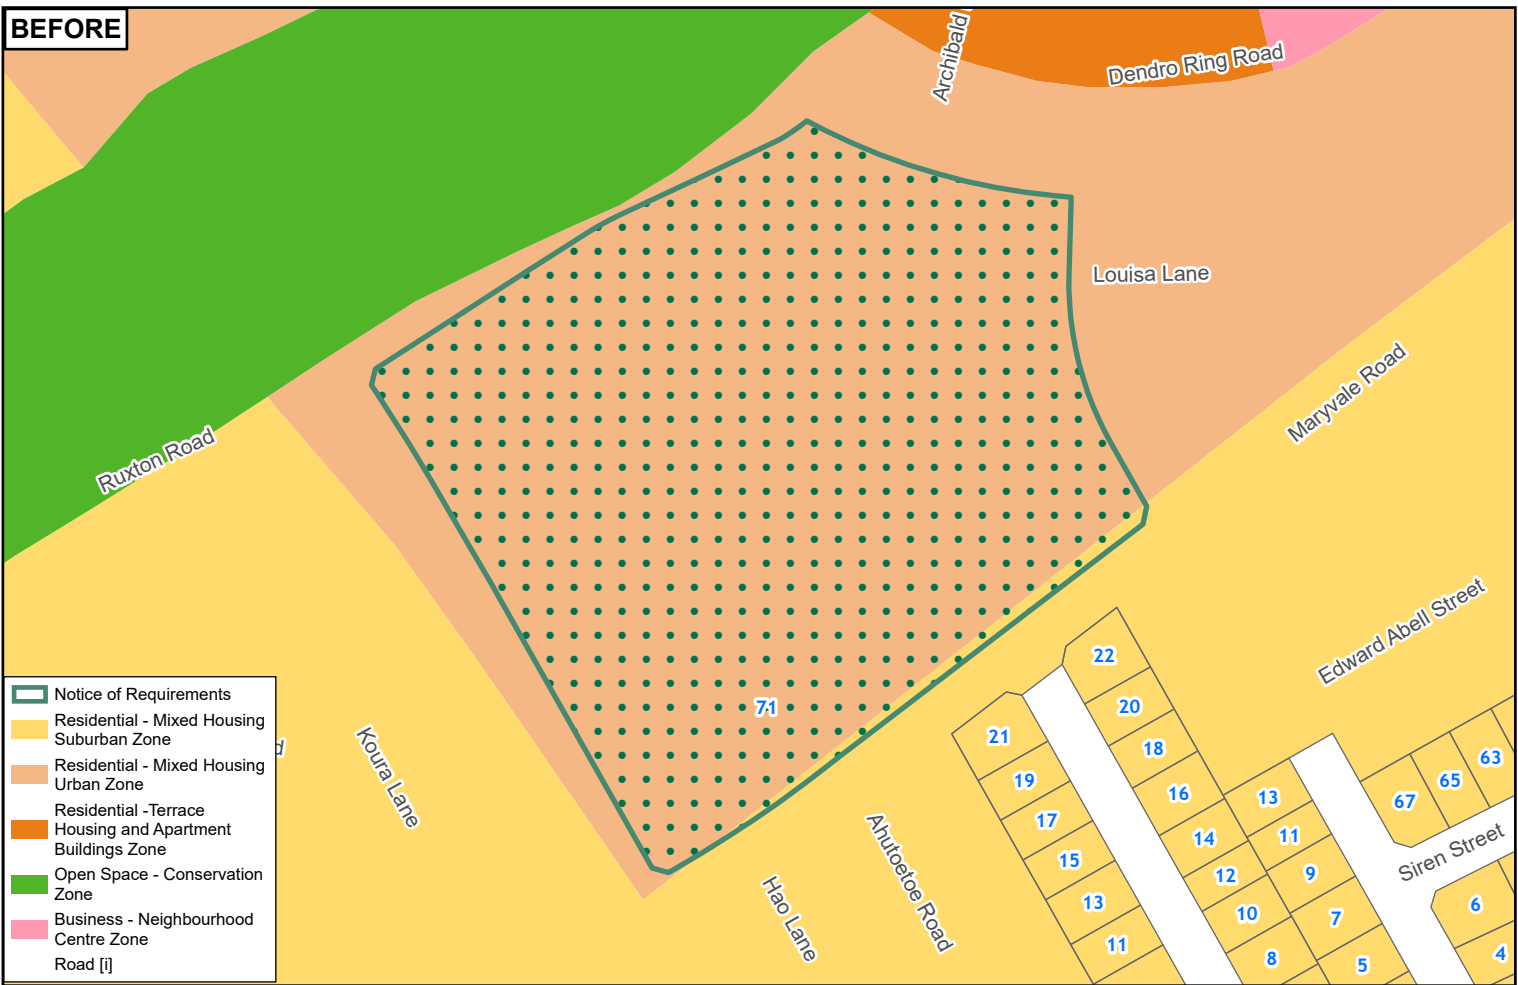 BEFORE
Archibald
Dendro Ring Road
Louisa Lane
Maryvale Road
Ruxton Road
Edward Abell Street
Siren Street
Koura Lane
Hao Lane
Ahutoetoe Road
71
22
20
18
16
14
12
10
8
21
19
17
15
13
11
13
11
9
7
5
67
65
63
6
4
d
Notice of Requirements
Residential - Mixed Housing
Suburban Zone
Residential - Mixed Housing
Urban Zone
Residential -Terrace
Housing and Apartment
Buildings Zone
Open Space - Conservation
Zone
Business - Neighbourhood
Centre Zone
Road [i]